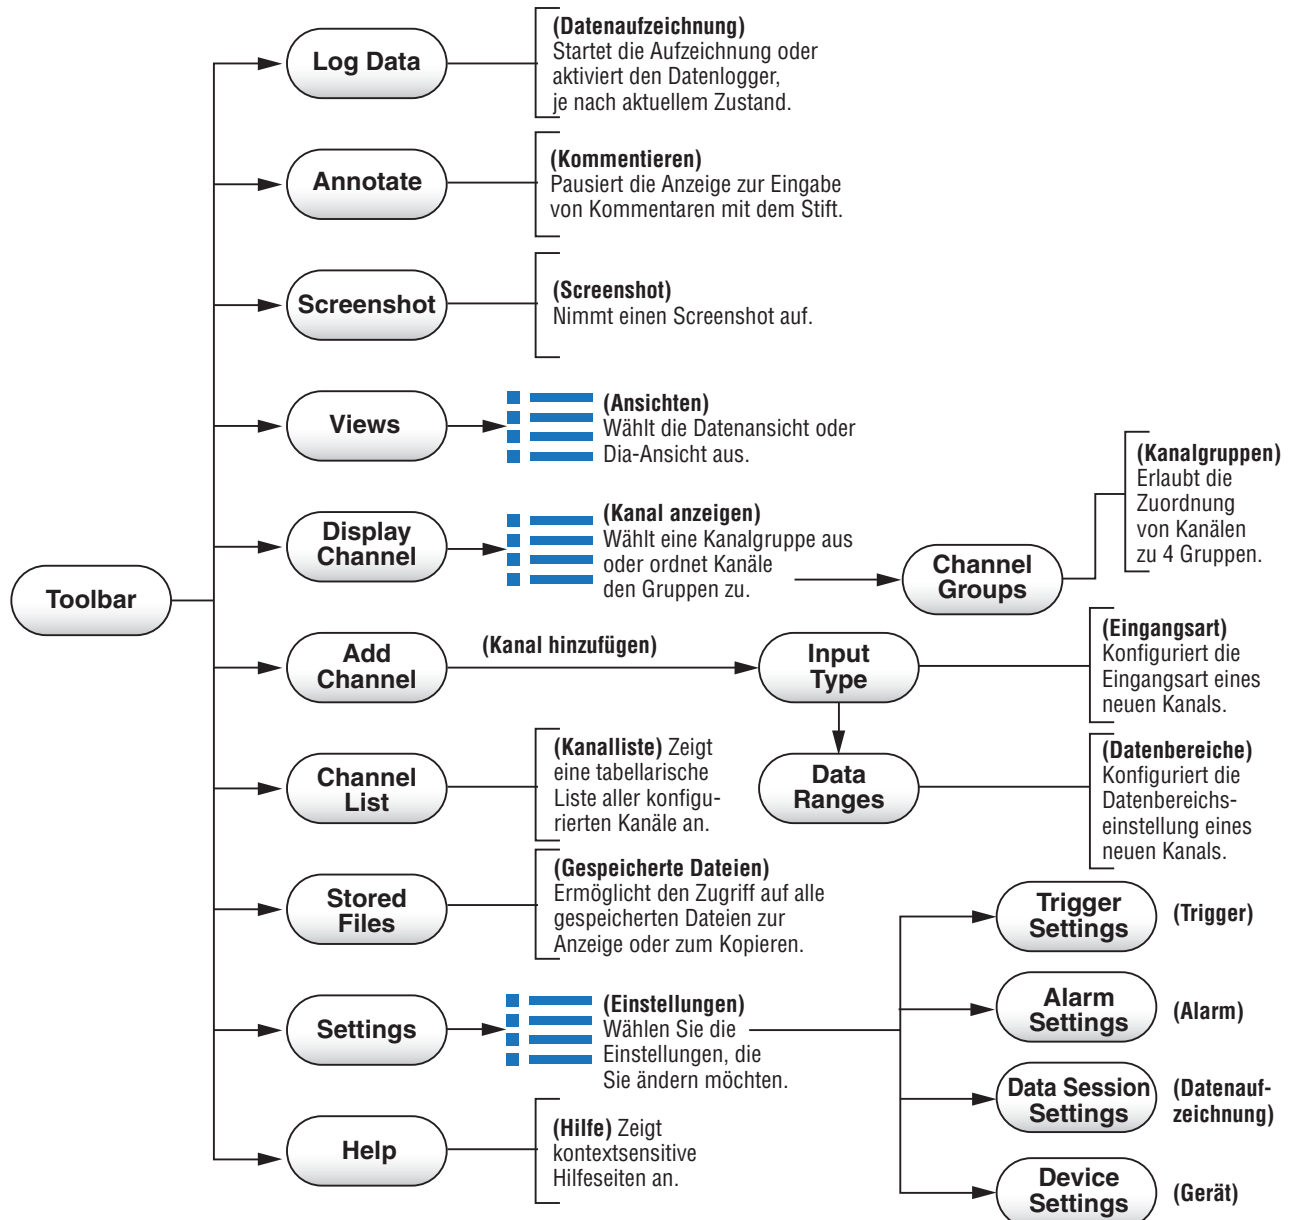 Toolbar
Log Data
(Datenaufzeichnung)
Startet die Aufzeichnung oder
aktiviert den Datenlogger,
je nach aktuellem Zustand.
Annotate
(Kommentieren)
Pausiert die Anzeige zur Eingabe
von Kommentaren mit dem Stift.
Screenshot
(Screenshot)
Nimmt einen Screenshot auf.
Views
(Ansichten)
Wählt die Datenansicht oder
Dia-Ansicht aus.
Display
Channel
(Kanal anzeigen)
Wählt eine Kanalgruppe aus
oder ordnet Kanäle
den Gruppen zu.
Channel
Groups
(Kanalgruppen)
Erlaubt die
Zuordnung
von Kanälen
zu 4 Gruppen.
Add
Channel
(Kanal hinzufügen)
Input
Type
(Eingangsart)
Konfiguriert die
Eingangsart eines
neuen Kanals.
Data
Ranges
(Datenbereiche)
Konfiguriert die
Datenbereichs-
einstellung eines
neuen Kanals.
Channel
List
(Kanalliste) Zeigt
eine tabellarische
Liste aller konfigu-
rierten Kanäle an.
Stored
Files
(Gespeicherte Dateien)
Ermöglicht den Zugriff auf alle
gespeicherten Dateien zur
Anzeige oder zum Kopieren.
Settings
(Einstellungen)
Wählen Sie die
Einstellungen, die
Sie ändern möchten.
Trigger
Settings
(Trigger)
Alarm
Settings
(Alarm)
Data Session
Settings
(Datenauf-
zeichnung)
Device
Settings
(Gerät)
Help
(Hilfe) Zeigt
kontextsensitive
Hilfeseiten an.